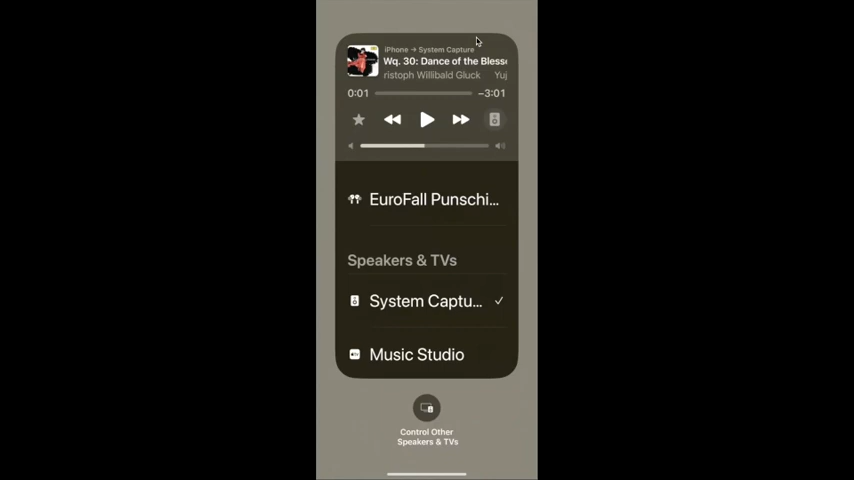 iPhone → System Capture
Wq. 30: Dance of the Bless
ristoph Willibald Gluck Yuj
0:01 −3:01
EuroFall Punschi...
Speakers & TVs
System Captu...
Music Studio
Control Other
Speakers & TVs